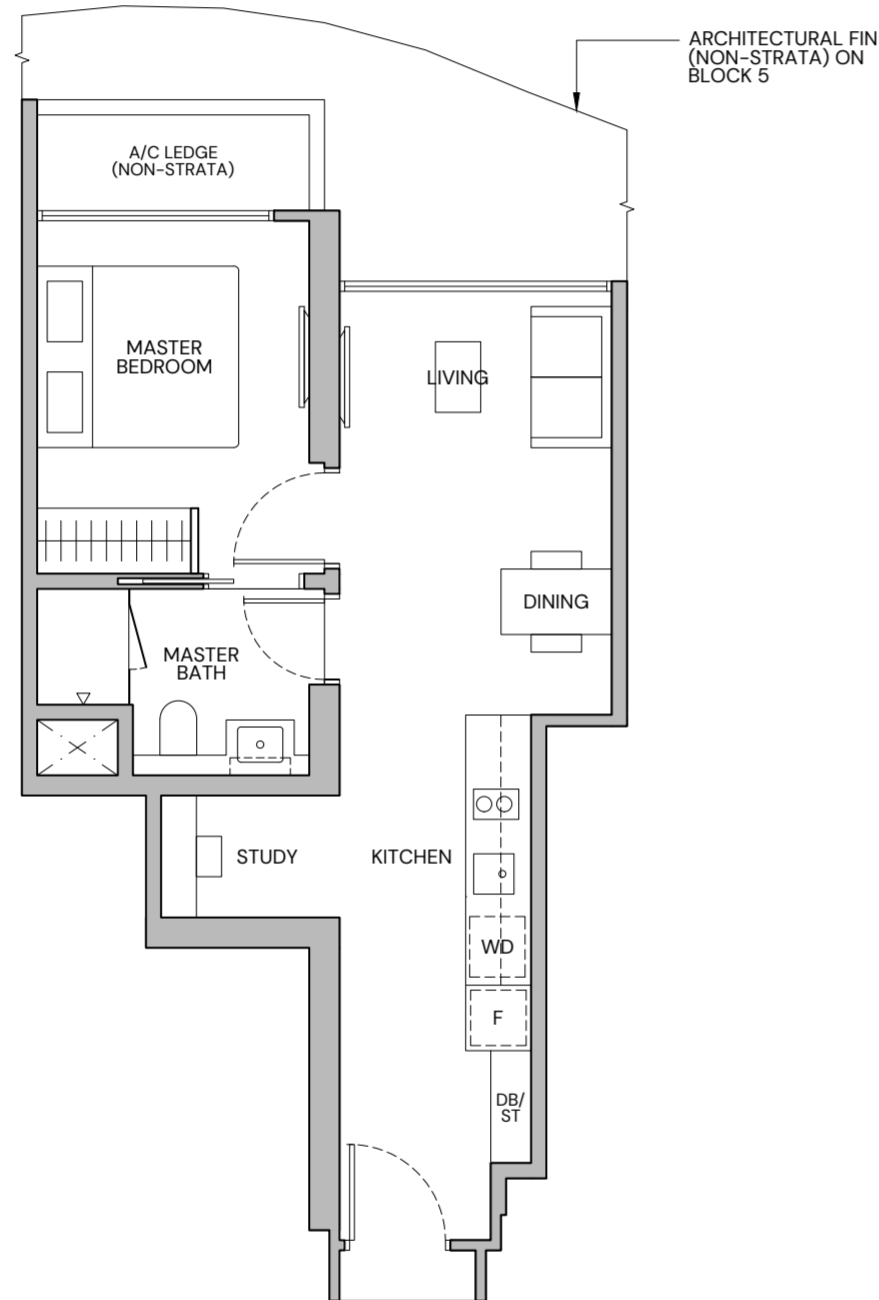 ARCHITECTURAL FIN
(NON-STRATA) ON
BLOCK 5
A/C LEDGE
(NON-STRATA)
MASTER
BEDROOM
LIVING
DINING
MASTER
BATH
STUDY
KITCHEN
WD
F
DB/
ST